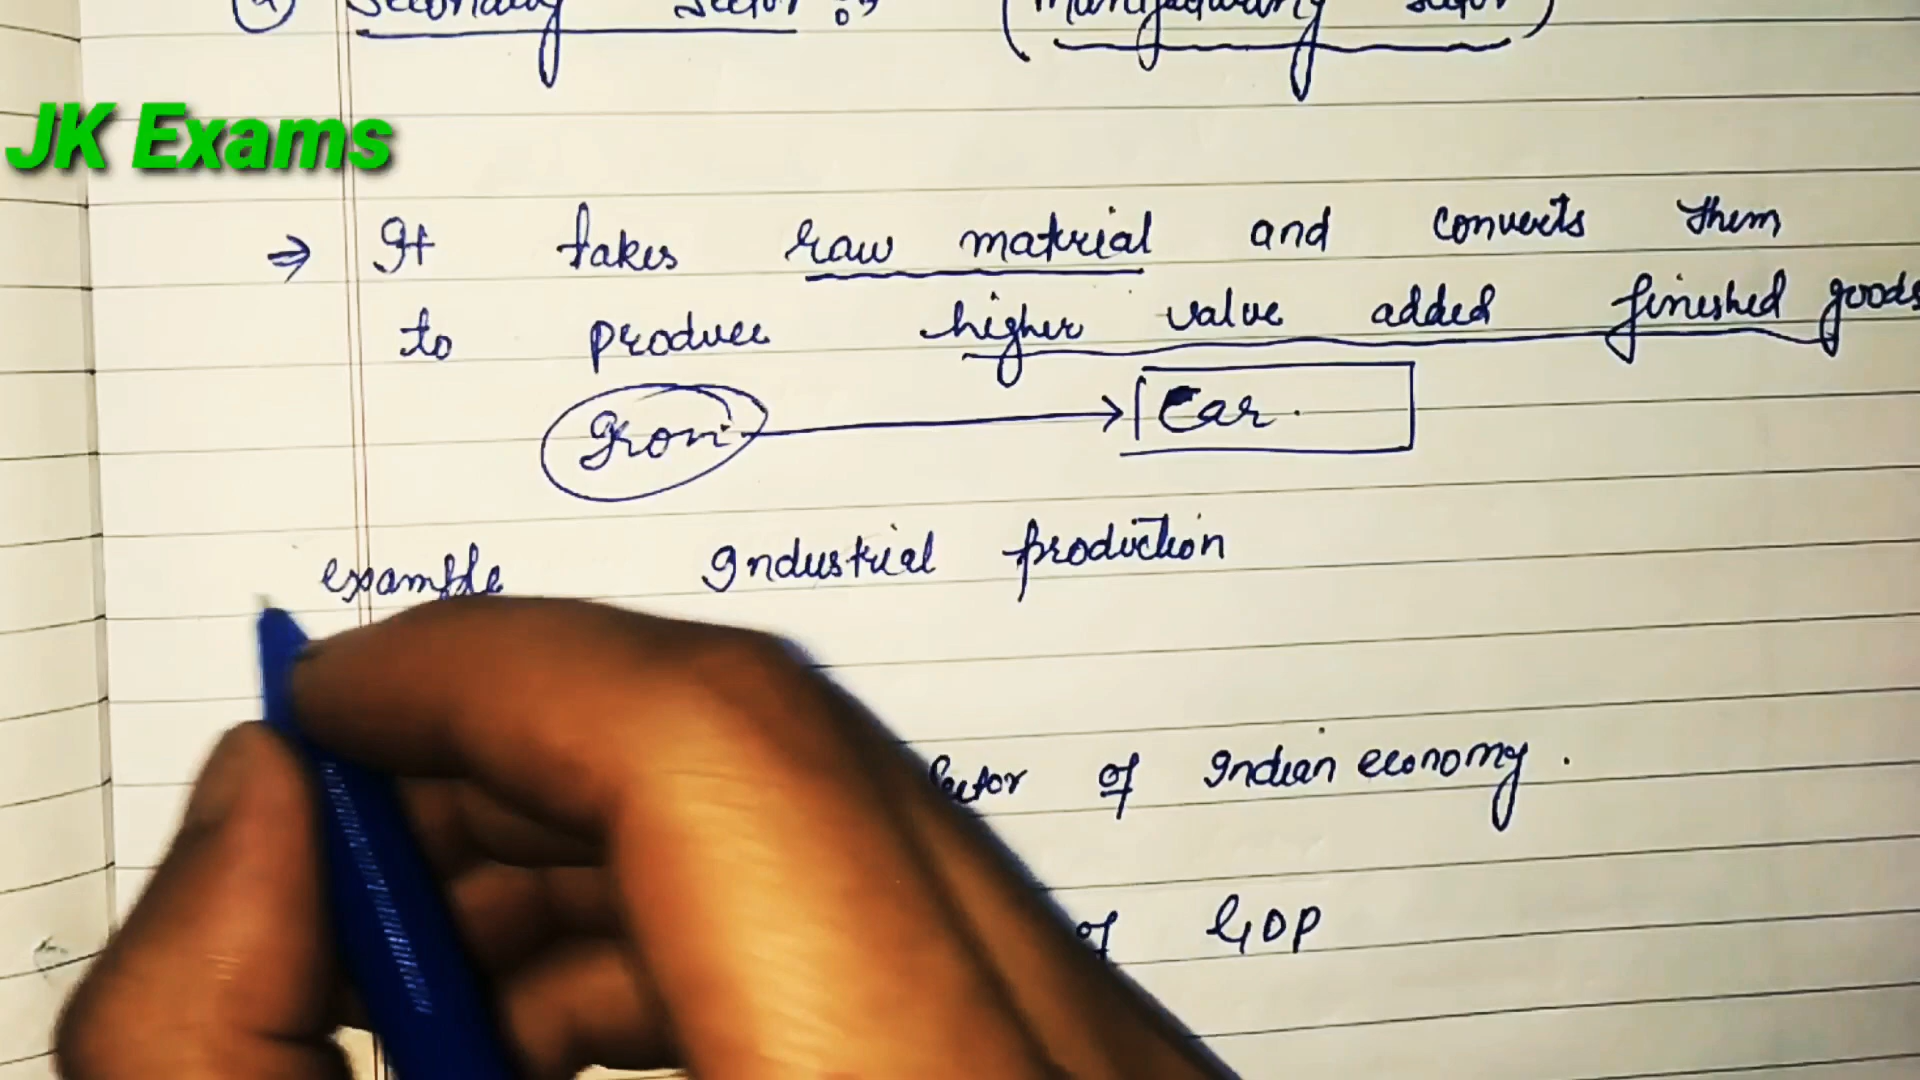 Secondary Sector :→ (Manufacturing Sector)
JK Exams
⇒ It takes raw material and converts them
to produce higher value added finished goods
Iron → Car.
example Industrial production
Sector of Indian economy.
of GDP